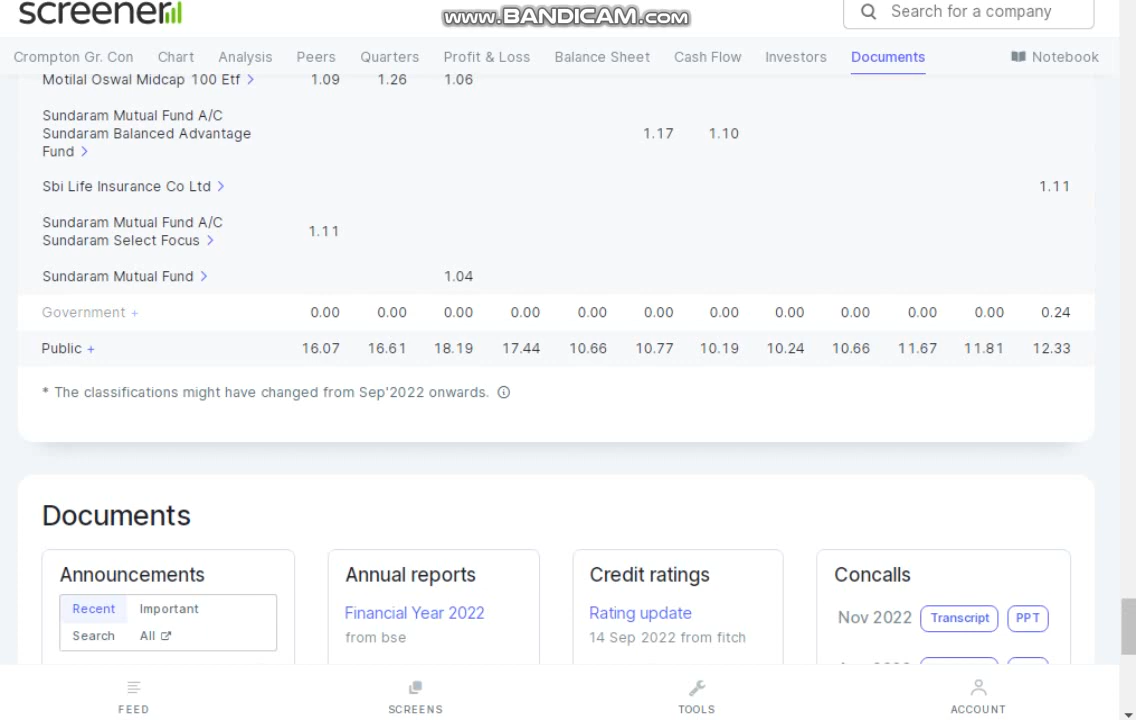 screener
www.BANDICAM.com
Search for a company
Crompton Gr. Con Chart Analysis Peers Quarters Profit & Loss Balance Sheet Cash Flow Investors Documents Notebook
Motilal Oswal Midcap 100 Etf > 1.09 1.26 1.06
Sundaram Mutual Fund A/C
Sundaram Balanced Advantage
Fund > 1.17 1.10
Sbi Life Insurance Co Ltd > 1.11
Sundaram Mutual Fund A/C
Sundaram Select Focus > 1.11
Sundaram Mutual Fund > 1.04
Government + 0.00 0.00 0.00 0.00 0.00 0.00 0.00 0.00 0.00 0.00 0.00 0.24
Public + 16.07 16.61 18.19 17.44 10.66 10.77 10.19 10.24 10.66 11.67 11.81 12.33
* The classifications might have changed from Sep'2022 onwards.
Documents
Announcements
Recent Important
Search All
Annual reports
Financial Year 2022
from bse
Credit ratings
Rating update
14 Sep 2022 from fitch
Concalls
Nov 2022 Transcript PPT
FEED SCREENS TOOLS ACCOUNT